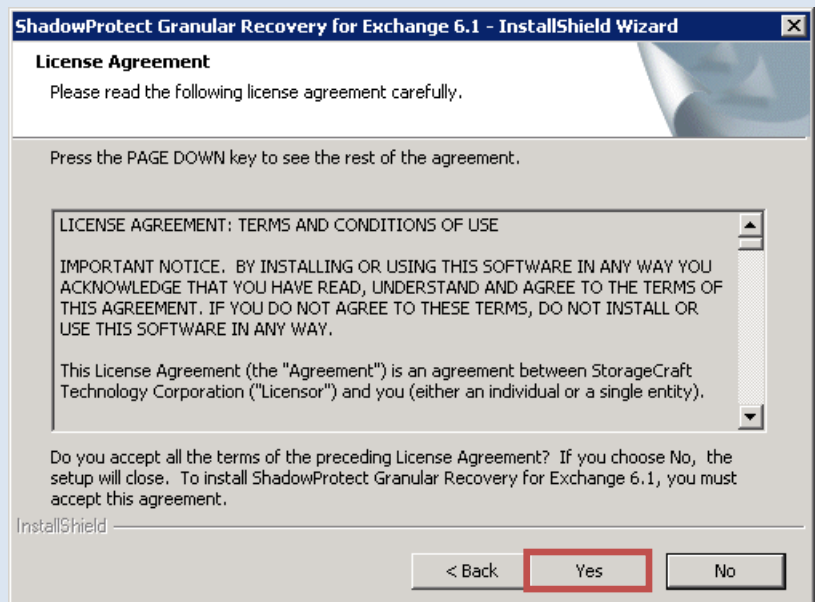 ShadowProtect Granular Recovery for Exchange 6.1 - InstallShield Wizard
License Agreement
Please read the following license agreement carefully.
Press the PAGE DOWN key to see the rest of the agreement.
LICENSE AGREEMENT: TERMS AND CONDITIONS OF USE
IMPORTANT NOTICE.  BY INSTALLING OR USING THIS SOFTWARE IN ANY WAY YOU
ACKNOWLEDGE THAT YOU HAVE READ, UNDERSTAND AND AGREE TO THE TERMS OF
THIS AGREEMENT. IF YOU DO NOT AGREE TO THESE TERMS, DO NOT INSTALL OR
USE THIS SOFTWARE IN ANY WAY.
This License Agreement (the "Agreement") is an agreement between StorageCraft
Technology Corporation ("Licensor") and you (either an individual or a single entity).
Do you accept all the terms of the preceding License Agreement?  If you choose No,  the
setup will close.  To install ShadowProtect Granular Recovery for Exchange 6.1, you must
accept this agreement.
InstallShield
< Back
Yes
No